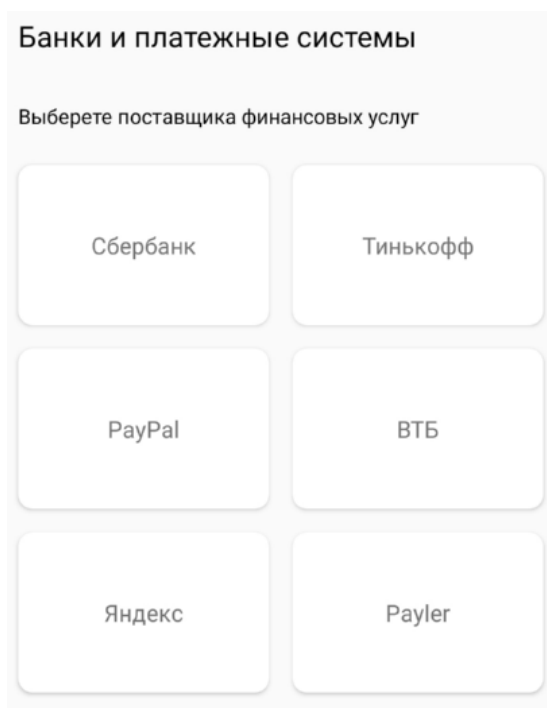 Банки и платежные системы
Выберете поставщика финансовых услуг
Сбербанк Тинькофф
PayPal ВТБ
Яндекс Payler